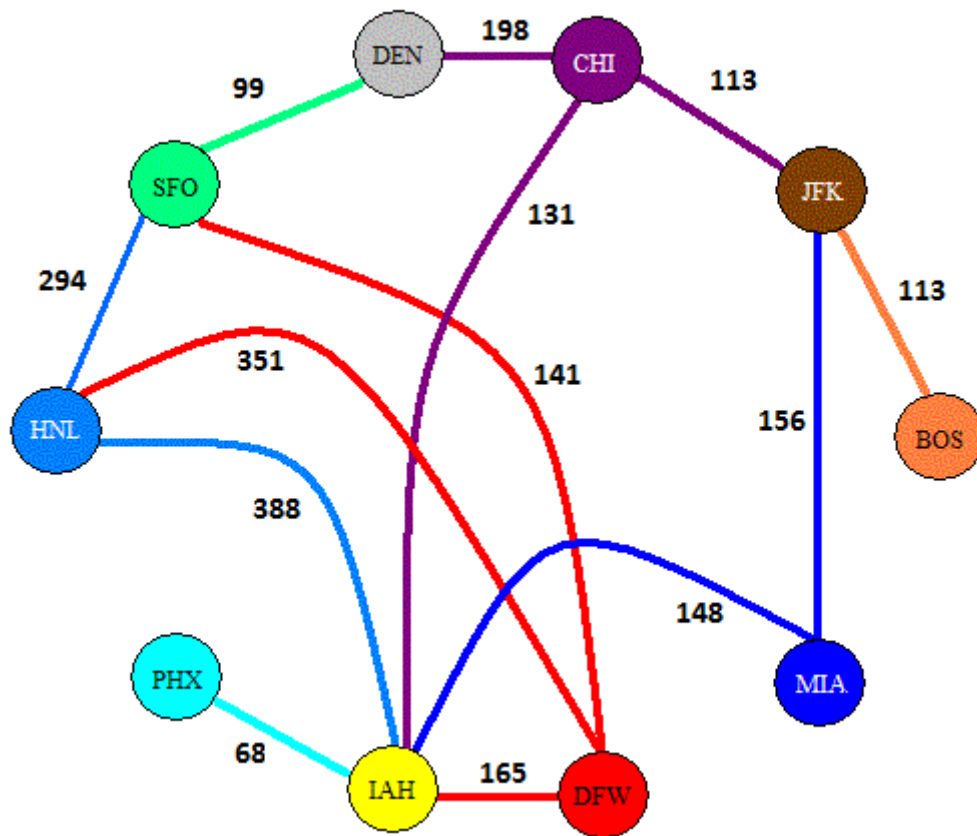 198
DEN
CHI
113
99
SFO
JFK
131
294
113
351
141
156
HNL
BOS
388
148
PHX
MIA
68
165
IAH
DFW